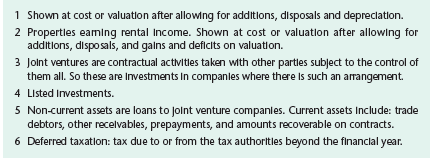 1 Shown at cost or valuation after allowing for additions, disposals and depreciation.
2 Properties earning rental income. Shown at cost or valuation after allowing for
additions, disposals, and gains and deficits on valuation.
3 Joint ventures are contractual activities taken with other parties subject to the control of
them all. So these are investments in companies where there is such an arrangement.
4 Listed investments.
5 Non-current assets are loans to joint venture companies. Current assets include: trade
debtors, other receivables, prepayments, and amounts recoverable on contracts.
6 Deferred taxation: tax due to or from the tax authorities beyond the financial year.